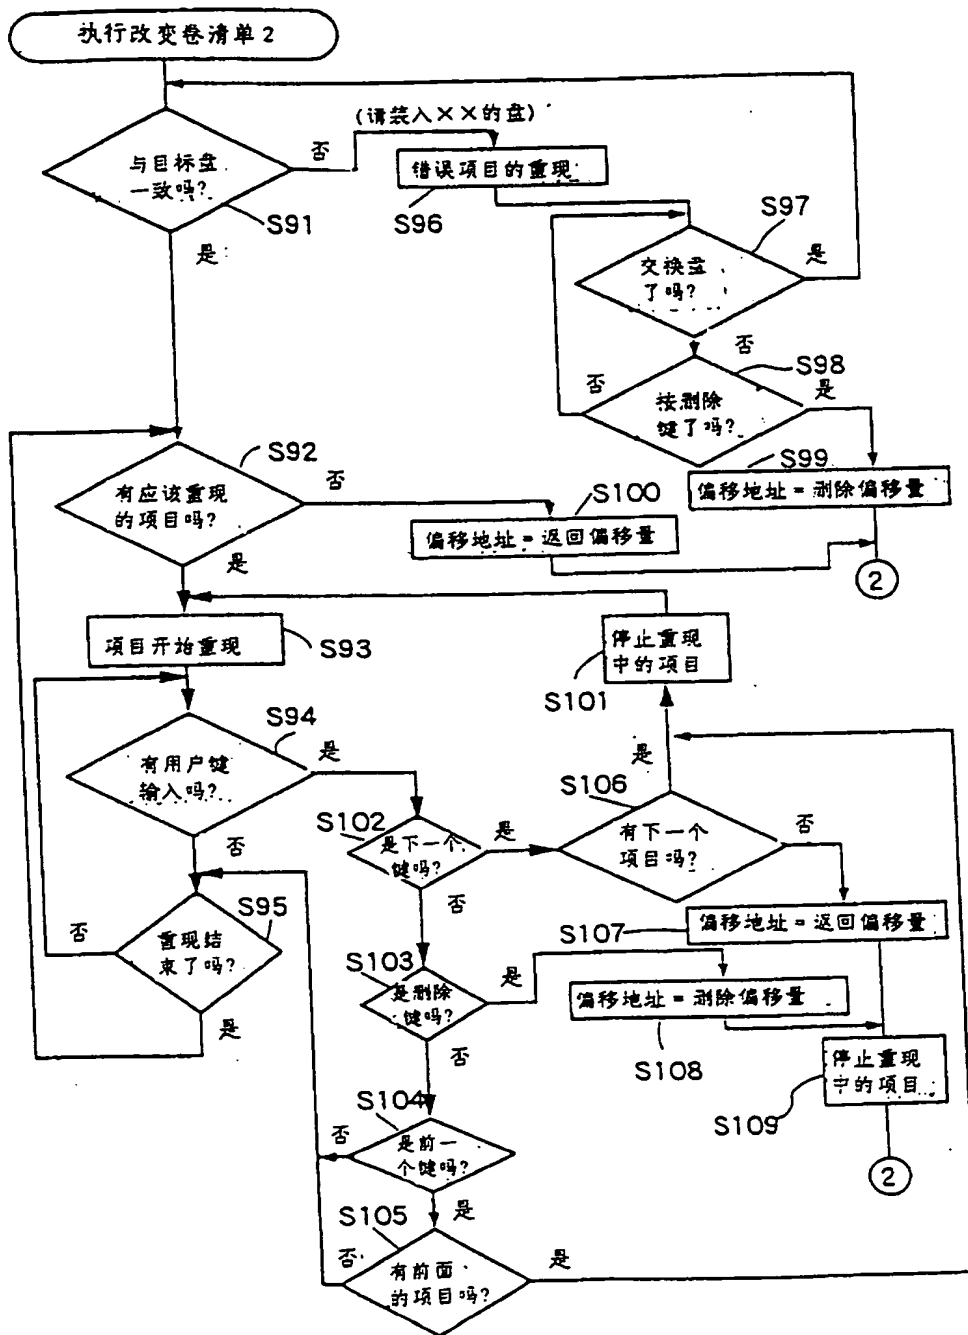 执行改变卷清单2
(请装入××的盘)
否
与目标盘
一致吗?
错误项目的重现
S91
S96
S97
是
交换盘
了吗?
是
否
S98
否
按删除
键了吗?
是
S92
S99
偏移地址=删除偏移量
有应该重现
的项目吗?
否
S100
偏移地址=返回偏移量
2
是
项目开始重现
S93
停止重现
中的项目
S101
S94
有用户键
输入吗?
是
是
S106
S102
是下一个
键吗?
是
有下一个
项目吗?
否
否
否
S95
否
重现结
束了吗?
S107
偏移地址=返回偏移量
S103
是删除
键吗?
是
偏移地址=删除偏移量
是
否
S108
停止重现
中的项目
S109
S104
否
是前一
个键吗?
2
是
S105
否
有前面
的项目吗?
是